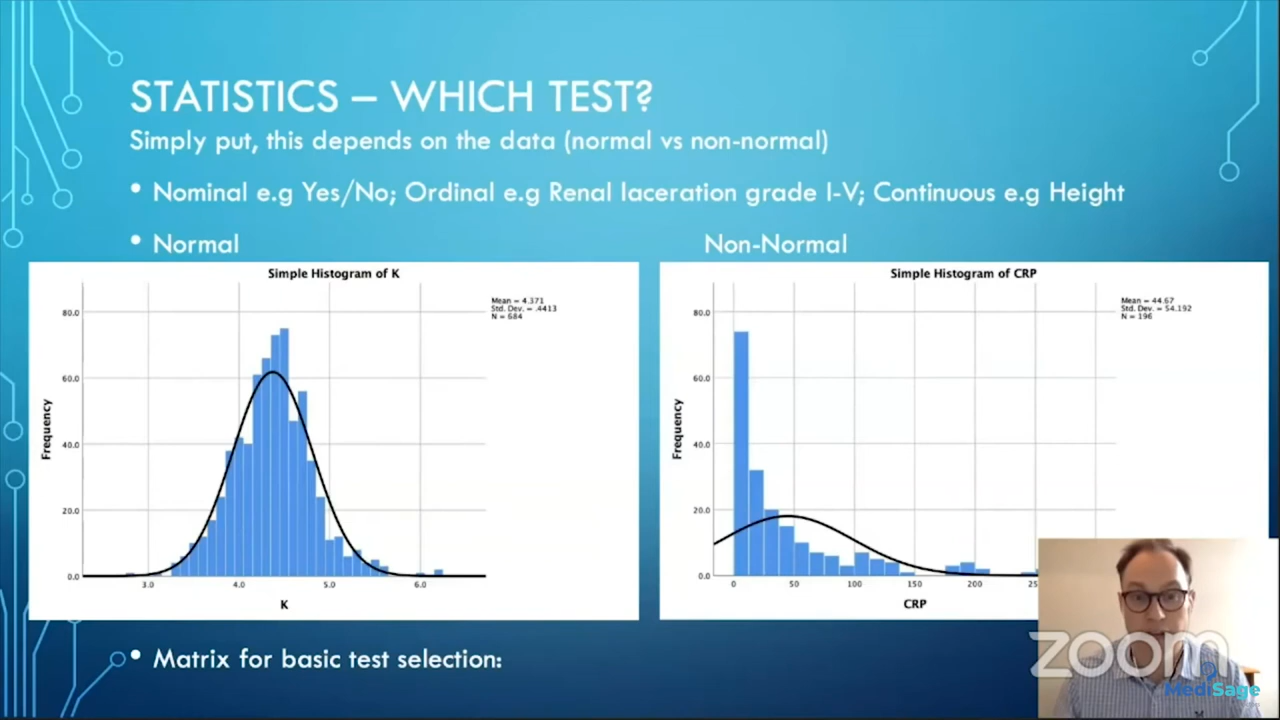 STATISTICS – WHICH TEST?
Simply put, this depends on the data (normal vs non-normal)
• Nominal e.g Yes/No; Ordinal e.g Renal laceration grade I-V; Continuous e.g Height
• Normal
Non-Normal
Simple Histogram of K
Mean = 4.371
Std. Dev. = .4413
N = 684
80.0
60.0
40.0
20.0
0.0
Frequency
3.0 4.0 5.0 6.0
K
Simple Histogram of CRP
Mean = 44.67
Std. Dev. = 54.192
N = 196
80.0
60.0
40.0
20.0
0.0
Frequency
0 50 100 150 200
CRP
• Matrix for basic test selection:
zoom
MediSage